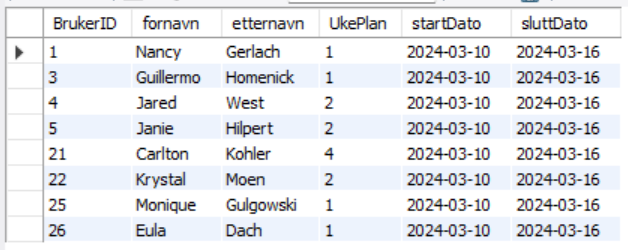 BrukerID fornavn etternavn UkePlan startDato sluttDato
1 Nancy Gerlach 1 2024-03-10 2024-03-16
3 Guillermo Homenick 1 2024-03-10 2024-03-16
4 Jared West 2 2024-03-10 2024-03-16
5 Janie Hilpert 2 2024-03-10 2024-03-16
21 Carlton Kohler 4 2024-03-10 2024-03-16
22 Krystal Moen 2 2024-03-10 2024-03-16
25 Monique Gulgowski 1 2024-03-10 2024-03-16
26 Eula Dach 1 2024-03-10 2024-03-16